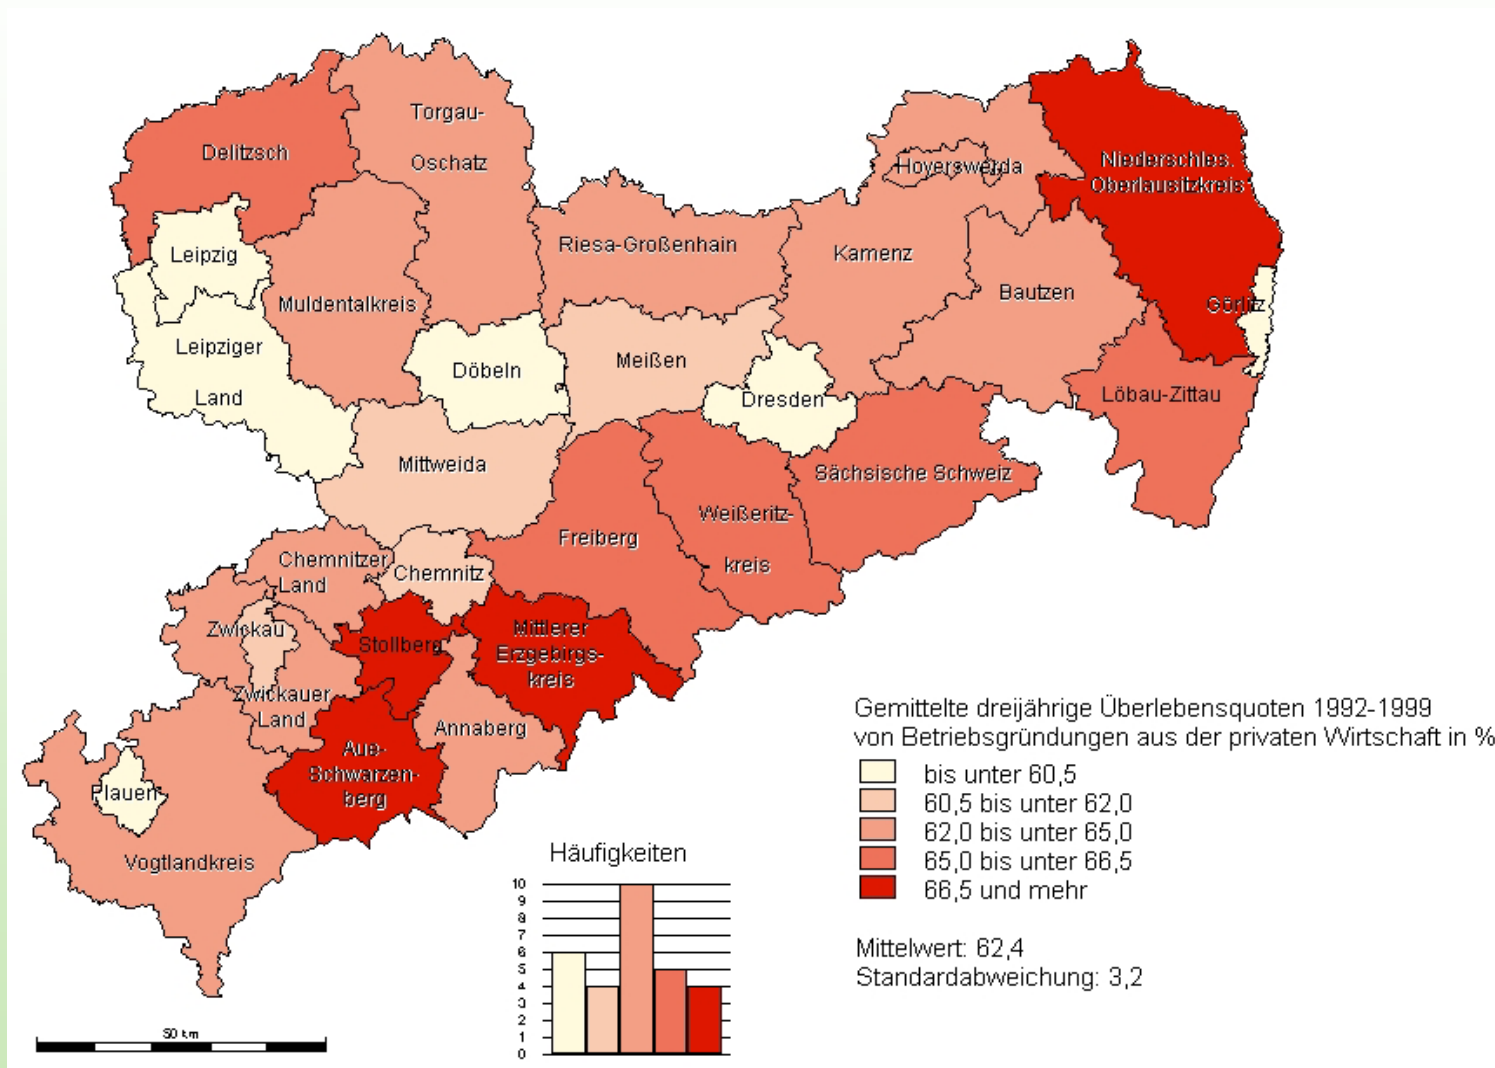 Torgau-
Oschatz
Delitzsch
Hoyerswerda
Niederschles.
Oberlausitzkreis
Leipzig
Riesa-Großenhain
Kamenz
Bautzen
Muldentalkreis
Görlitz
Leipziger
Land
Döbeln
Meißen
Dresden
Löbau-Zittau
Mittweida
Sächsische Schweiz
Weißeritz-
kreis
Freiberg
Chemnitzer
Land
Chemnitz
Zwickau
Stollberg
Mittlerer
Erzgebirgs-
kreis
Zwickauer
Land
Annaberg
Aue-
Schwarzen-
berg
Plauen
Vogtlandkreis
Gemittelte dreijährige Überlebensquoten 1992-1999
von Betriebsgründungen aus der privaten Wirtschaft in %
bis unter 60,5
60,5 bis unter 62,0
62,0 bis unter 65,0
65,0 bis unter 66,5
66,5 und mehr
Mittelwert: 62,4
Standardabweichung: 3,2
Häufigkeiten
10
9
8
7
6
5
4
3
2
1
0
50 km